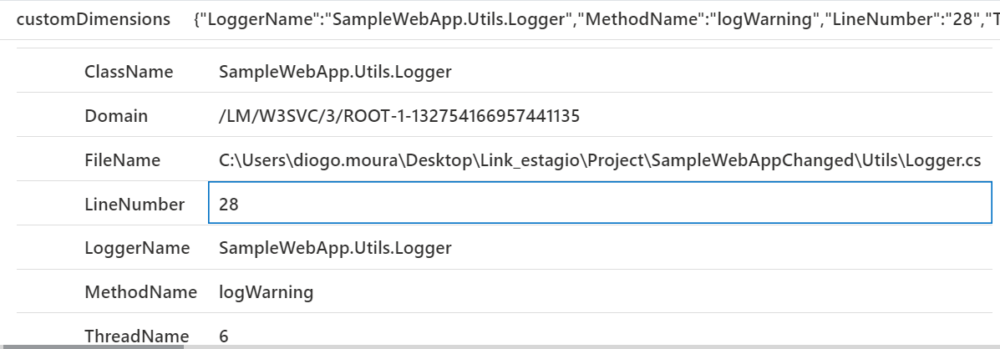 customDimensions {"LoggerName":"SampleWebApp.Utils.Logger","MethodName":"logWarning","LineNumber":"28","T
ClassName SampleWebApp.Utils.Logger
Domain /LM/W3SVC/3/ROOT-1-132754166957441135
FileName C:\Users\diogo.moura\Desktop\Link_estagio\Project\SampleWebAppChanged\Utils\Logger.cs
LineNumber 28
LoggerName SampleWebApp.Utils.Logger
MethodName logWarning
ThreadName 6